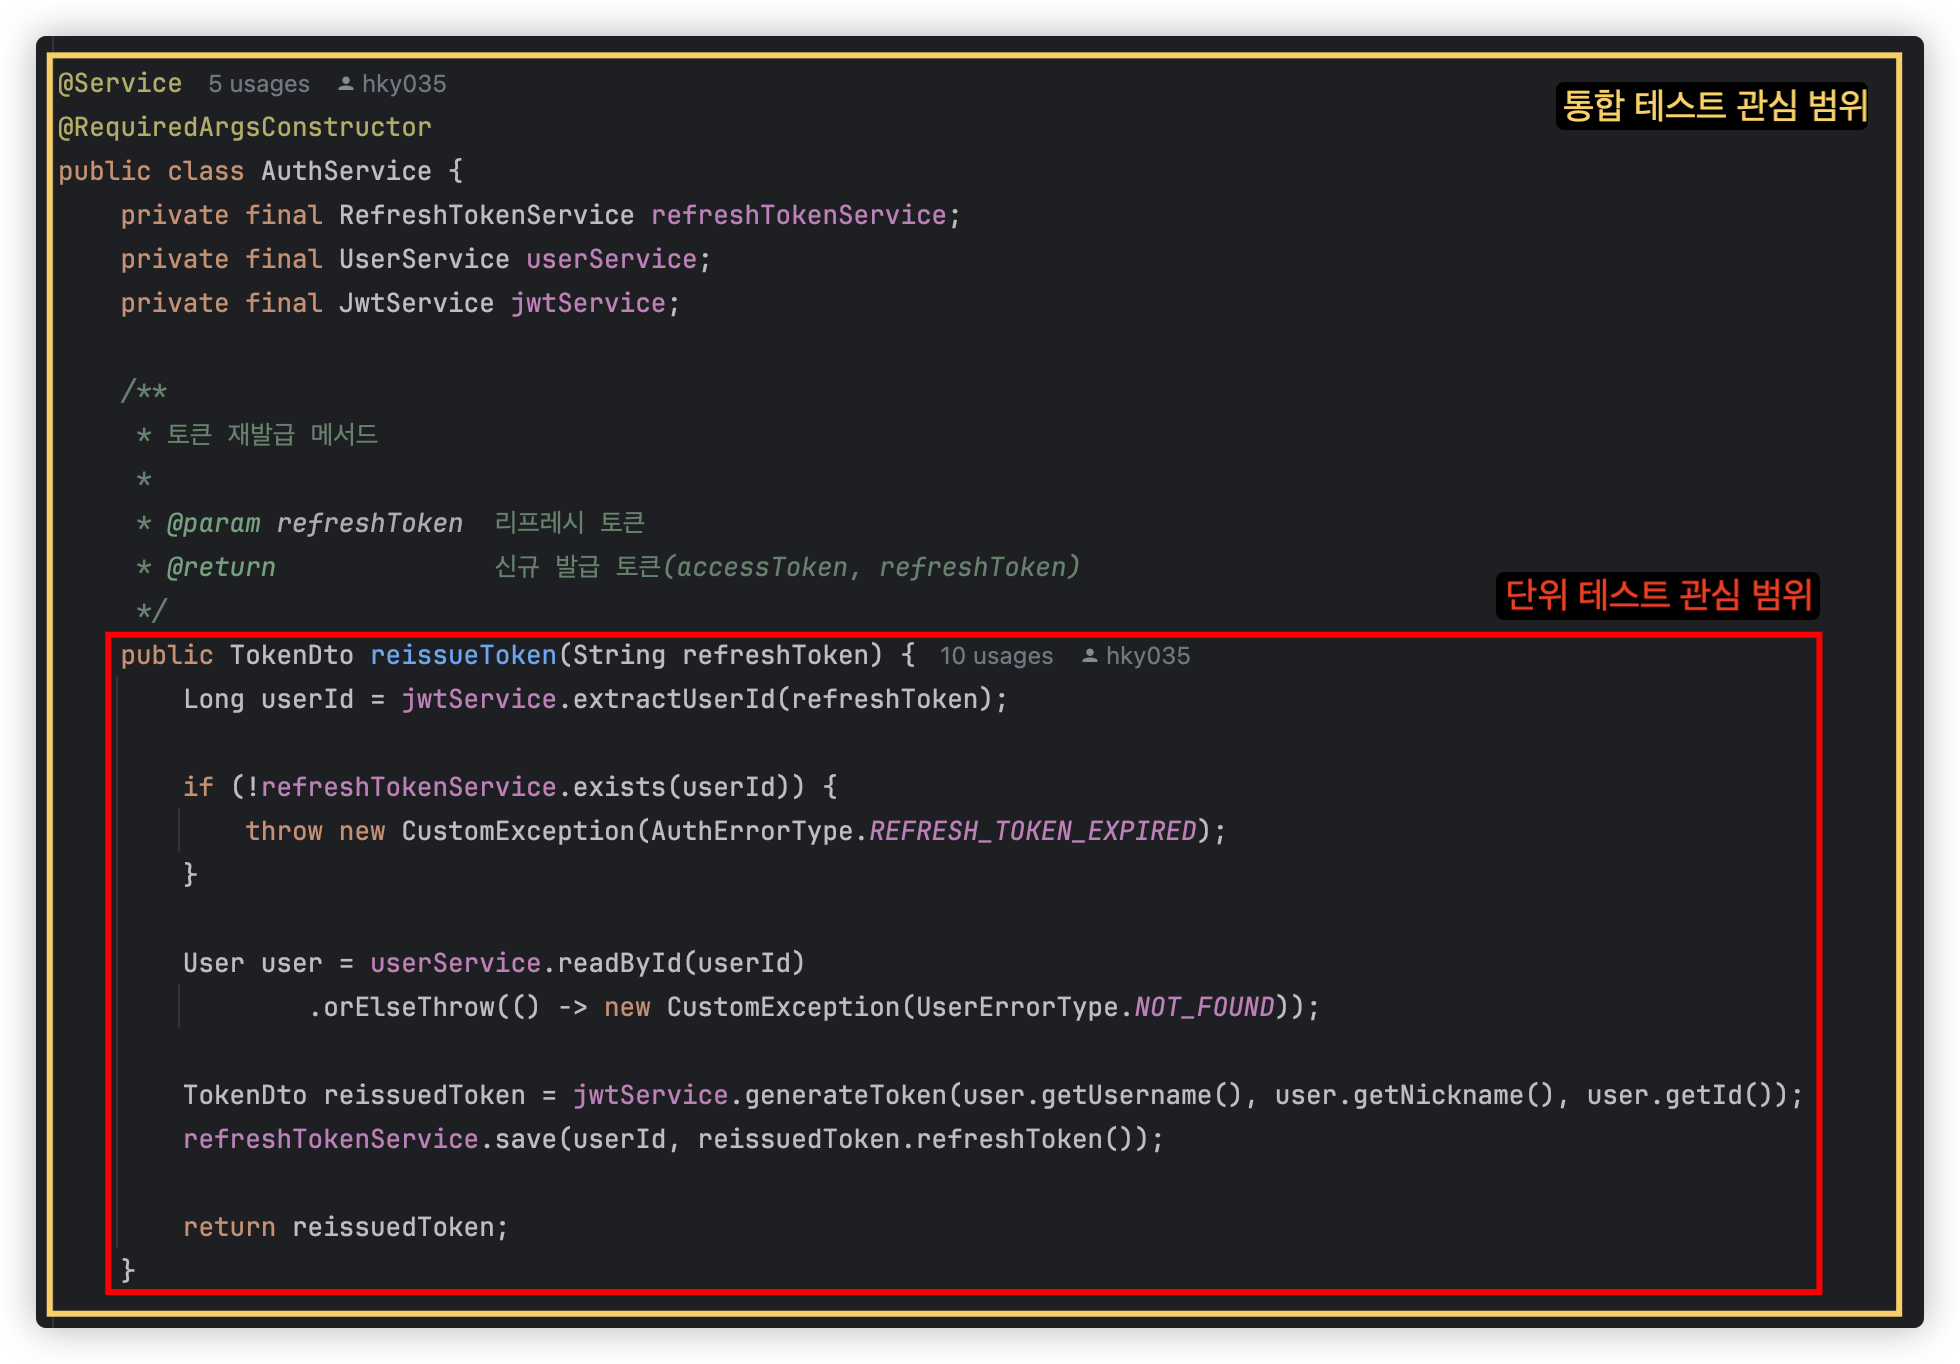 @Service 5 usages hky035
통합 테스트 관심 범위
@RequiredArgsConstructor
public class AuthService {
private final RefreshTokenService refreshTokenService;
private final UserService userService;
private final JwtService jwtService;
/**
* 토큰 재발급 메서드
*
* @param refreshToken 리프레시 토큰
* @return 신규 발급 토큰(accessToken, refreshToken)
*/
단위 테스트 관심 범위
public TokenDto reissueToken(String refreshToken) { 10 usages hky035
Long userId = jwtService.extractUserId(refreshToken);
if (!refreshTokenService.exists(userId)) {
throw new CustomException(AuthErrorType.REFRESH_TOKEN_EXPIRED);
}
User user = userService.readById(userId)
.orElseThrow(() -> new CustomException(UserErrorType.NOT_FOUND));
TokenDto reissuedToken = jwtService.generateToken(user.getUsername(), user.getNickname(), user.getId());
refreshTokenService.save(userId, reissuedToken.refreshToken());
return reissuedToken;
}